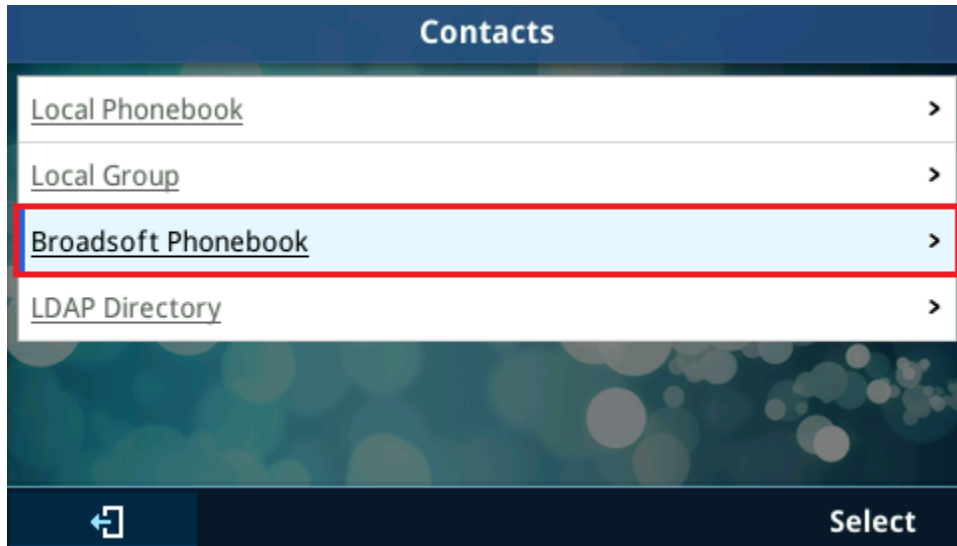 Contacts
Local Phonebook
Local Group
Broadsoft Phonebook
LDAP Directory
Select